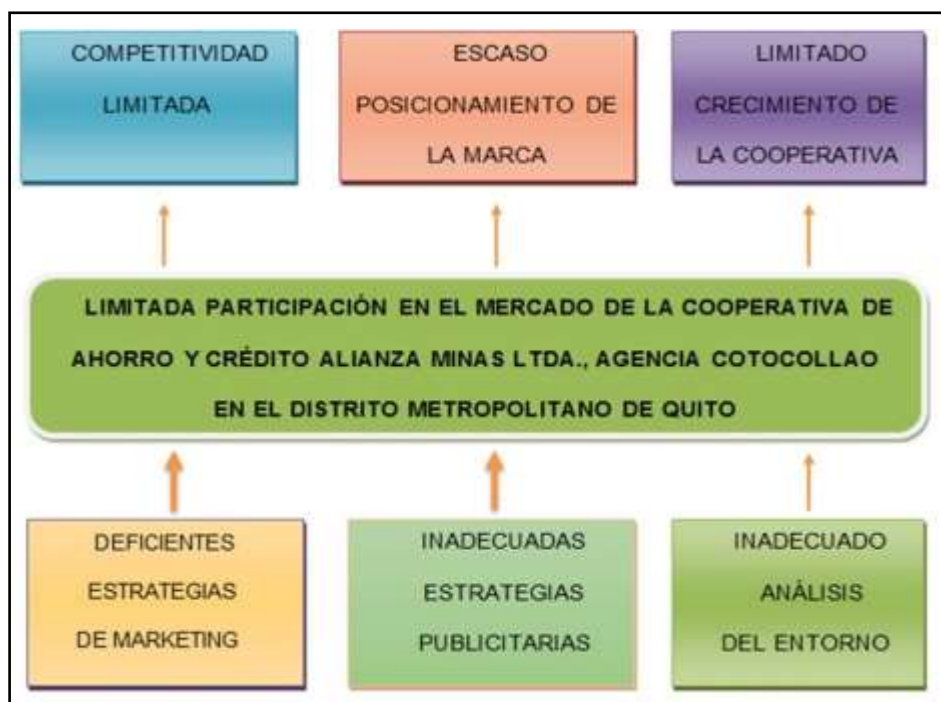 COMPETITIVIDAD
LIMITADA
ESCASO
POSICIONAMIENTO DE
LA MARCA
LIMITADO
CRECIMIENTO DE
LA COOPERATIVA
LIMITADA PARTICIPACIÓN EN EL MERCADO DE LA COOPERATIVA DE
AHORRO Y CRÉDITO ALIANZA MINAS LTDA., AGENCIA COTOCOLLAO
EN EL DISTRITO METROPOLITANO DE QUITO
DEFICIENTES
ESTRATEGIAS
DE MARKETING
INADECUADAS
ESTRATEGIAS
PUBLICITARIAS
INADECUADO
ANÁLISIS
DEL ENTORNO